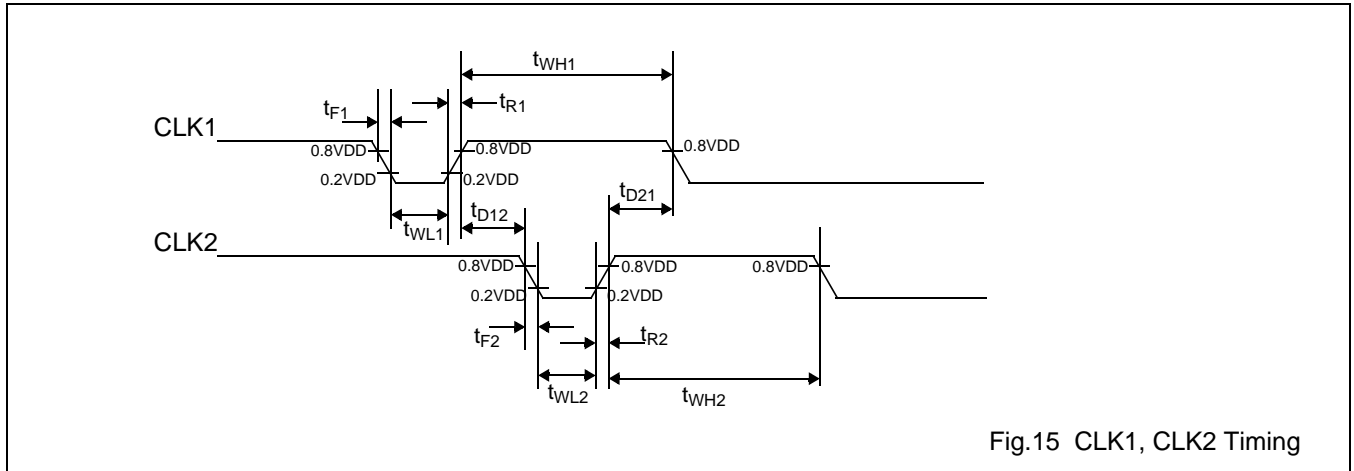 tWH1
tF1
tR1
CLK1
0.8VDD
0.8VDD
0.8VDD
0.2VDD
0.2VDD
tD21
tWL1
tD12
CLK2
0.8VDD
0.8VDD
0.8VDD
0.2VDD
0.2VDD
tF2
tR2
tWL2
tWH2
Fig.15 CLK1, CLK2 Timing